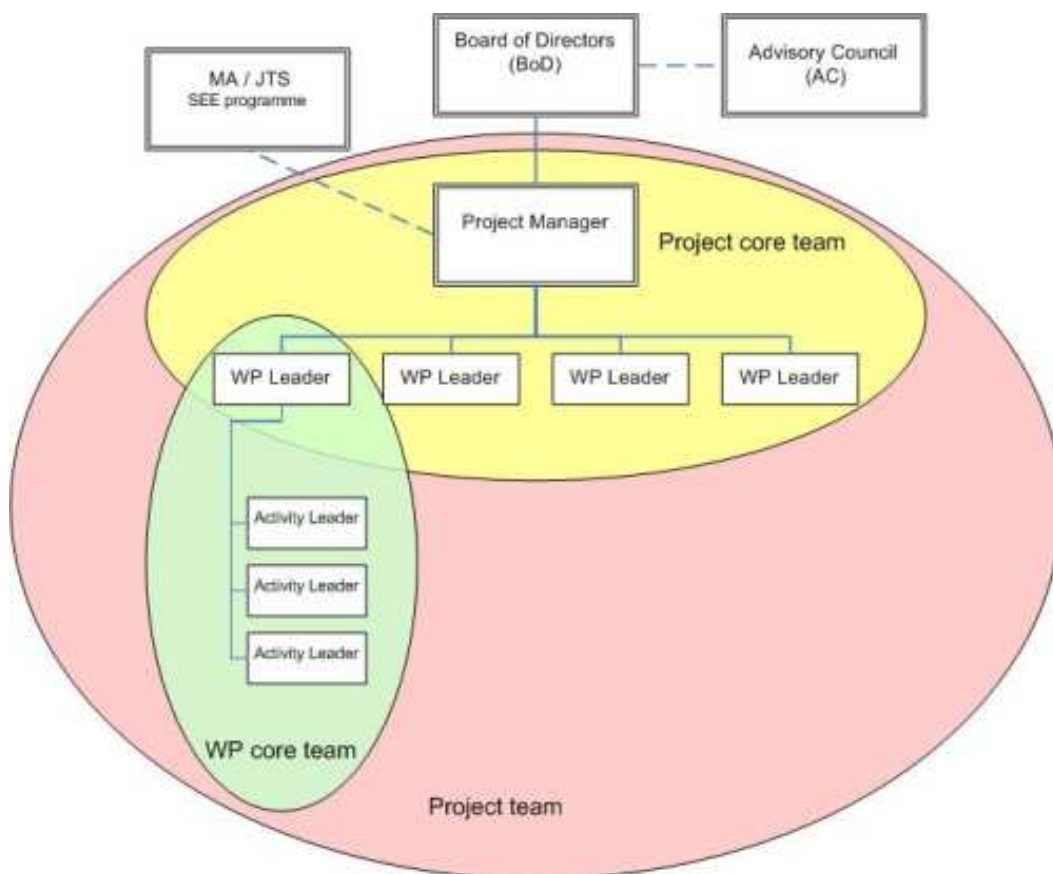 Board of Directors
(BoD)
Advisory Council
(AC)
MA / JTS
SEE programme
Project Manager
Project core team
WP Leader
WP Leader
WP Leader
WP Leader
Activity Leader
Activity Leader
Activity Leader
WP core team
Project team